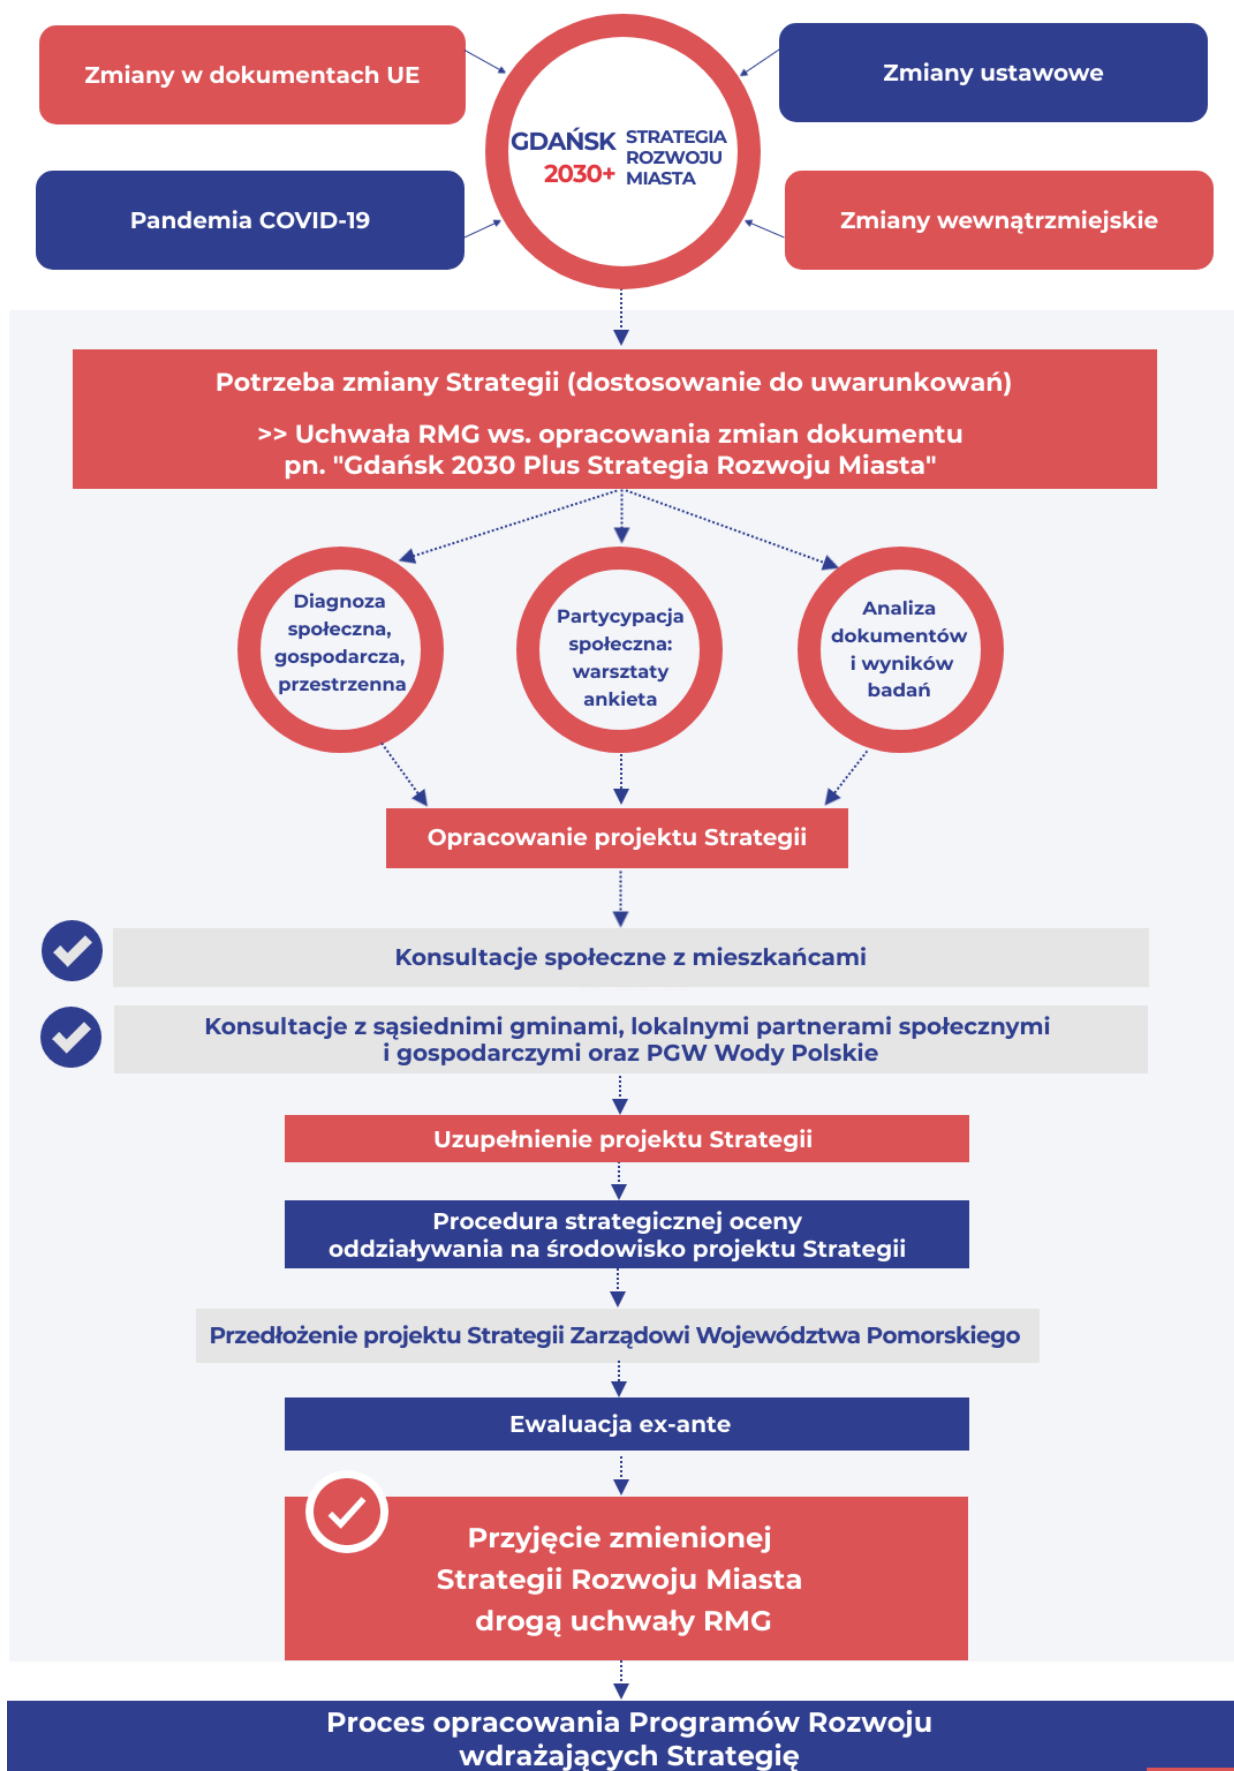 Zmiany w dokumentach UE
Zmiany ustawowe
GDAŃSK
2030+
STRATEGIA
ROZWOJU
MIASTA
Pandemia COVID-19
Zmiany wewnątrzmiejskie
Potrzeba zmiany Strategii (dostosowanie do uwarunkowań)
>> Uchwała RMG ws. opracowania zmian dokumentu
pn. "Gdańsk 2030 Plus Strategia Rozwoju Miasta"
Diagnoza
społeczna,
gospodarcza,
przestrzenna
Partycypacja
społeczna:
warsztaty
ankieta
Analiza
dokumentów
i wyników
badań
Opracowanie projektu Strategii
Konsultacje społeczne z mieszkańcami
Konsultacje z sąsiednimi gminami, lokalnymi partnerami społecznymi
i gospodarczymi oraz PGW Wody Polskie
Uzupełnienie projektu Strategii
Procedura strategicznej oceny
oddziaływania na środowisko projektu Strategii
Przedłożenie projektu Strategii Zarządowi Województwa Pomorskiego
Ewaluacja ex-ante
Przyjęcie zmienionej
Strategii Rozwoju Miasta
drogą uchwały RMG
Proces opracowania Programów Rozwoju
wdrażających Strategię